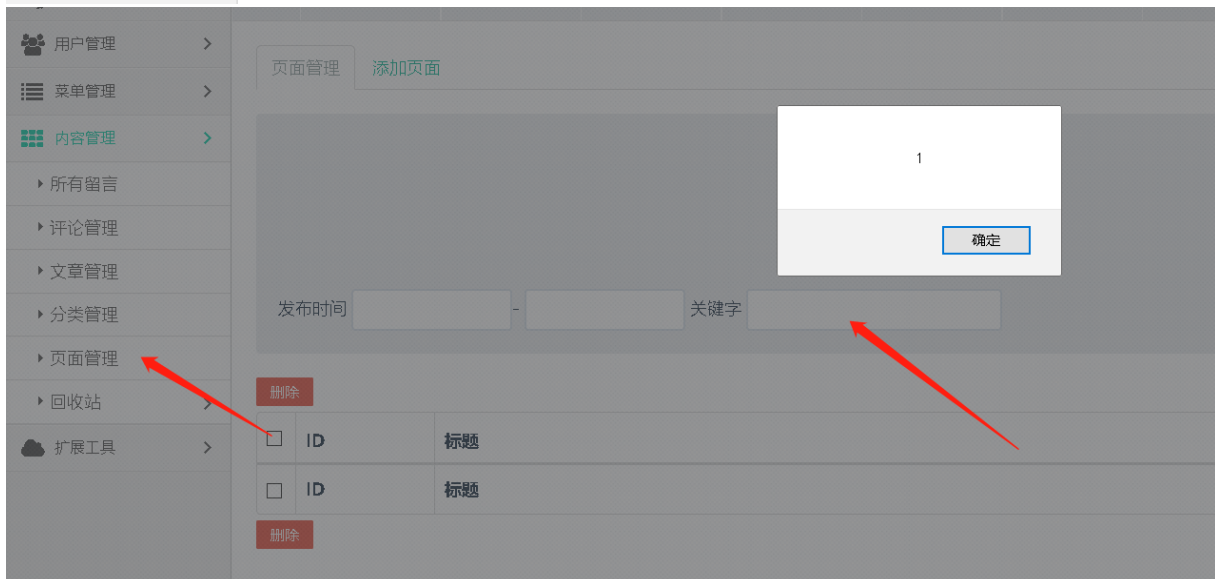 用户管理
菜单管理
内容管理
所有留言
评论管理
文章管理
分类管理
页面管理
回收站
扩展工具
页面管理 添加页面
1
确定
发布时间 - 关键字
删除
ID 标题
ID 标题
删除